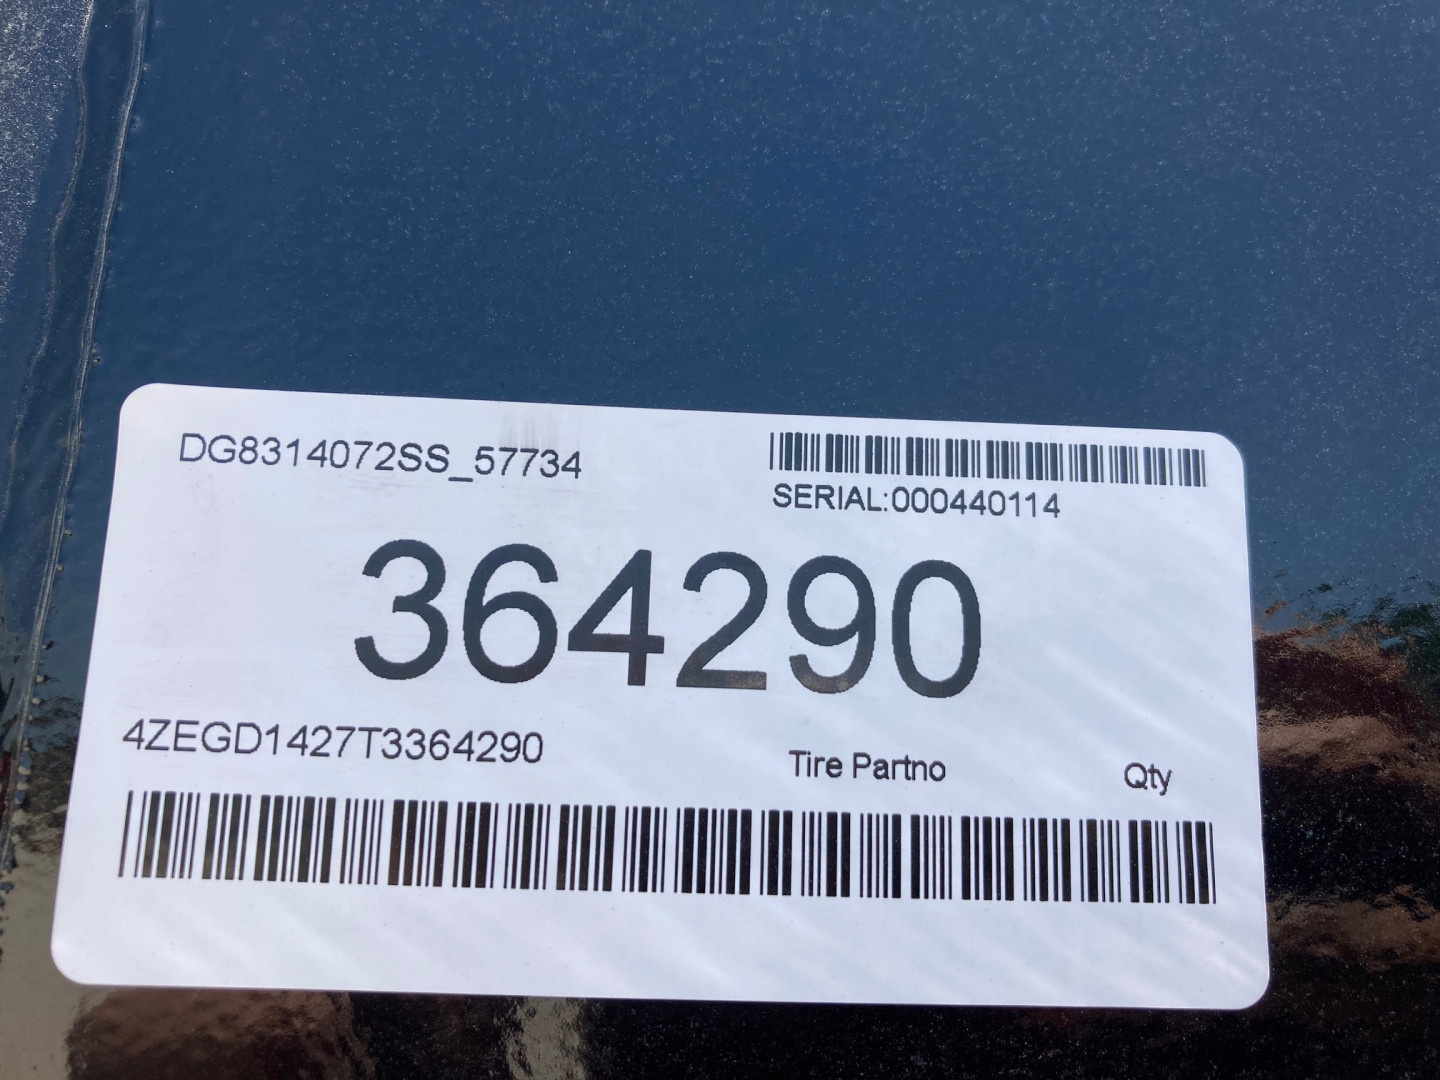 DG8314072SS_57734
SERIAL:000440114
364290
4ZEGD1427T3364290
Tire Partno Qty